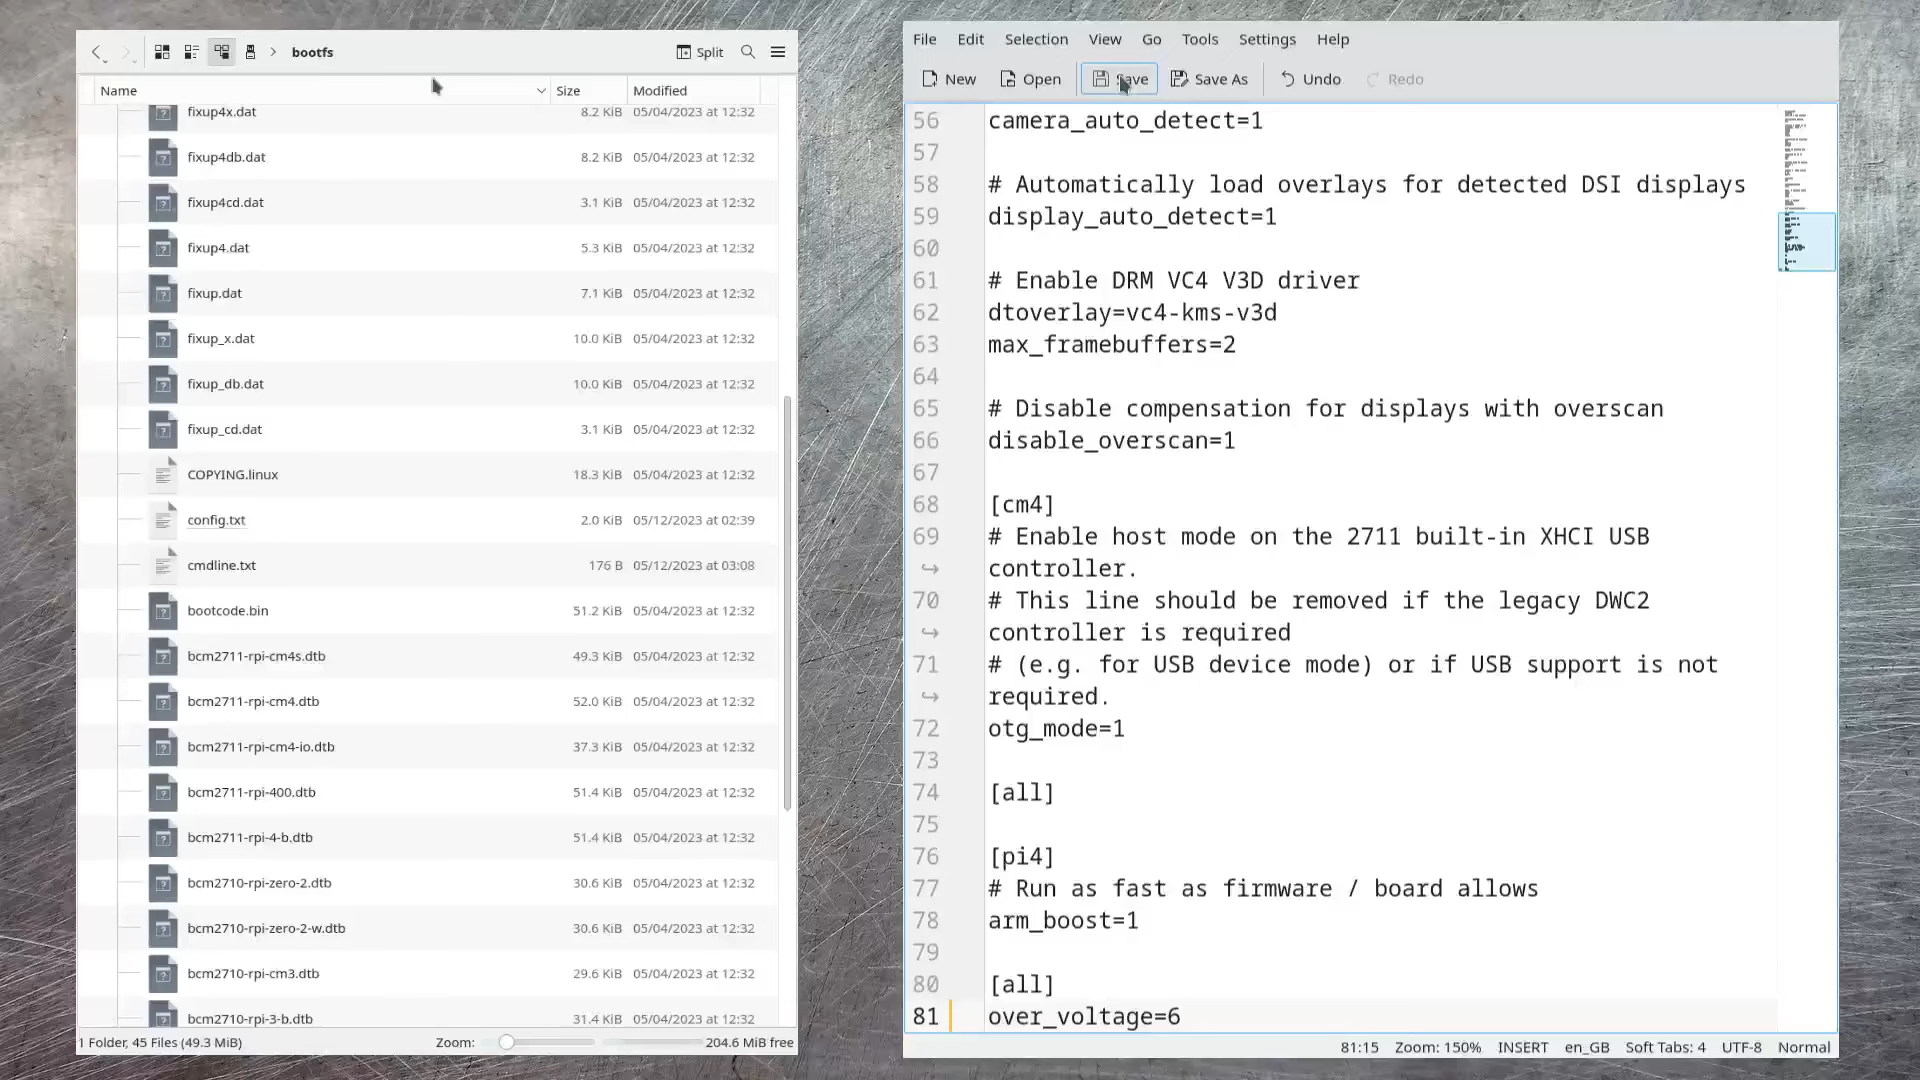 bootfs
Split
Name Size Modified
fixup4x.dat 8.2 KiB 05/04/2023 at 12:32
fixup4db.dat 8.2 KiB 05/04/2023 at 12:32
fixup4cd.dat 3.1 KiB 05/04/2023 at 12:32
fixup4.dat 5.3 KiB 05/04/2023 at 12:32
fixup.dat 7.1 KiB 05/04/2023 at 12:32
fixup_x.dat 10.0 KiB 05/04/2023 at 12:32
fixup_db.dat 10.0 KiB 05/04/2023 at 12:32
fixup_cd.dat 3.1 KiB 05/04/2023 at 12:32
COPYING.linux 18.3 KiB 05/04/2023 at 12:32
config.txt 2.0 KiB 05/12/2023 at 02:39
cmdline.txt 176 B 05/12/2023 at 03:08
bootcode.bin 51.2 KiB 05/04/2023 at 12:32
bcm2711-rpi-cm4s.dtb 49.3 KiB 05/04/2023 at 12:32
bcm2711-rpi-cm4.dtb 52.0 KiB 05/04/2023 at 12:32
bcm2711-rpi-cm4-io.dtb 37.3 KiB 05/04/2023 at 12:32
bcm2711-rpi-400.dtb 51.4 KiB 05/04/2023 at 12:32
bcm2711-rpi-4-b.dtb 51.4 KiB 05/04/2023 at 12:32
bcm2710-rpi-zero-2.dtb 30.6 KiB 05/04/2023 at 12:32
bcm2710-rpi-zero-2-w.dtb 30.6 KiB 05/04/2023 at 12:32
bcm2710-rpi-cm3.dtb 29.6 KiB 05/04/2023 at 12:32
bcm2710-rpi-3-b.dtb 31.4 KiB 05/04/2023 at 12:32
1 Folder, 45 Files (49.3 MiB) Zoom: 204.6 MiB free
File Edit Selection View Go Tools Settings Help
New Open Save Save As Undo Redo
56 camera_auto_detect=1
57
58 # Automatically load overlays for detected DSI displays
59 display_auto_detect=1
60
61 # Enable DRM VC4 V3D driver
62 dtoverlay=vc4-kms-v3d
63 max_framebuffers=2
64
65 # Disable compensation for displays with overscan
66 disable_overscan=1
67
68 [cm4]
69 # Enable host mode on the 2711 built-in XHCI USB
↪ controller.
70 # This line should be removed if the legacy DWC2
↪ controller is required
71 # (e.g. for USB device mode) or if USB support is not
↪ required.
72 otg_mode=1
73
74 [all]
75
76 [pi4]
77 # Run as fast as firmware / board allows
78 arm_boost=1
79
80 [all]
81 over_voltage=6
81:15 Zoom: 150% INSERT en_GB Soft Tabs: 4 UTF-8 Normal